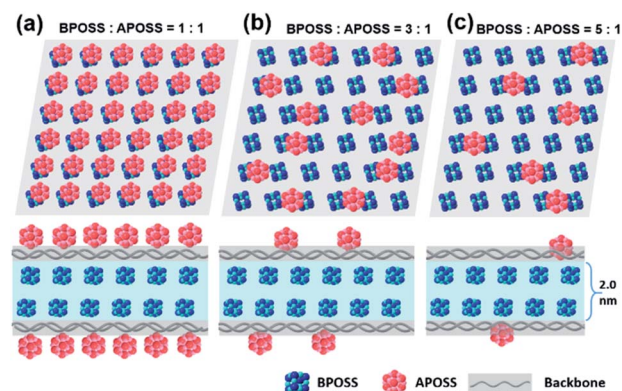 (a) BPOSS : APOSS = 1 : 1
(b) BPOSS : APOSS = 3 : 1
(c) BPOSS : APOSS = 5 : 1
2.0
nm
BPOSS APOSS Backbone